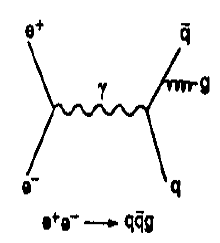 e⁺ q̄
γ g
e⁻ q
e⁺e⁻ → qq̄g